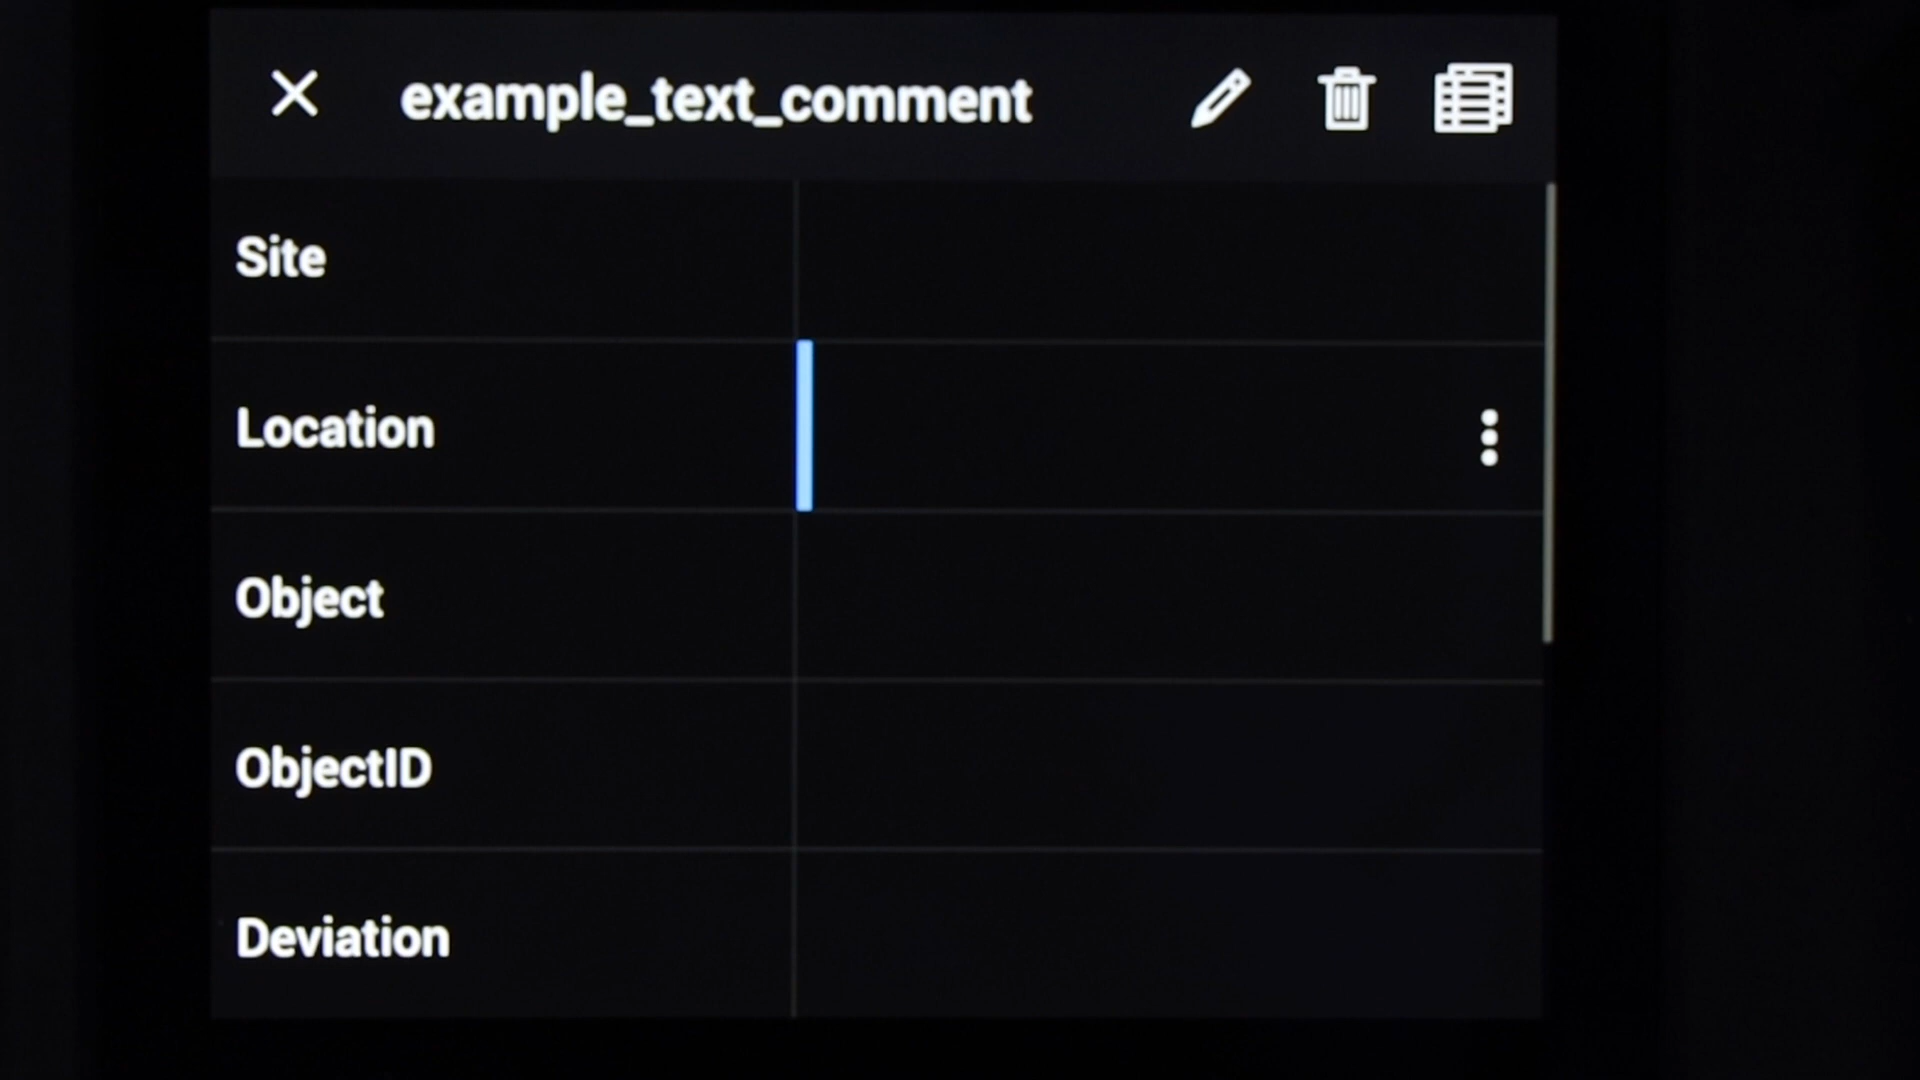 example_text_comment
Site
Location
Object
ObjectID
Deviation